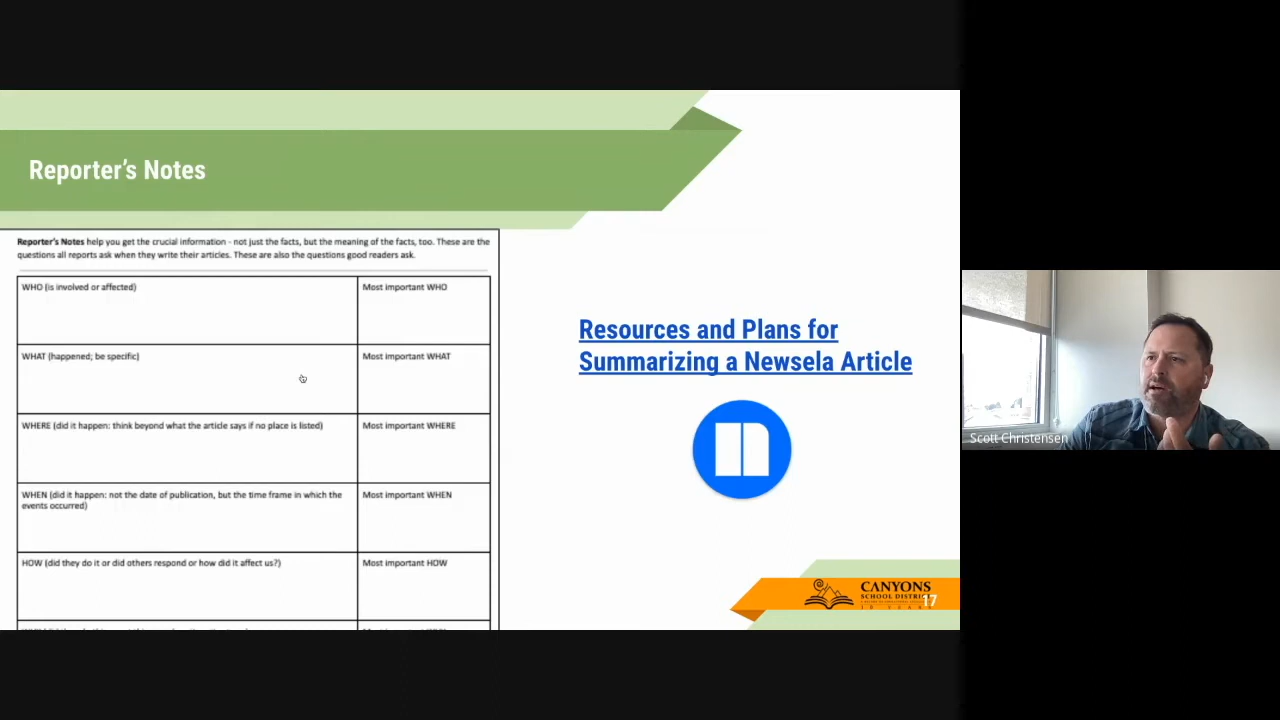 Reporter's Notes
Reporter's Notes help you get the crucial information - not just the facts, but the meaning of the facts, too. These are the
questions all reports ask when they write their articles. These are also the questions good readers ask.
WHO (is involved or affected)
Most important WHO
WHAT (happened; be specific)
Most important WHAT
WHERE (did it happen: think beyond what the article says if no place is listed)
Most important WHERE
WHEN (did it happen: not the date of publication, but the time frame in which the
events occurred)
Most important WHEN
HOW (did they do it or did others respond or how did it affect us?)
Most important HOW
Resources and Plans for
Summarizing a Newsela Article
CANYONS
SCHOOL DISTRICT
17
Scott Christensen